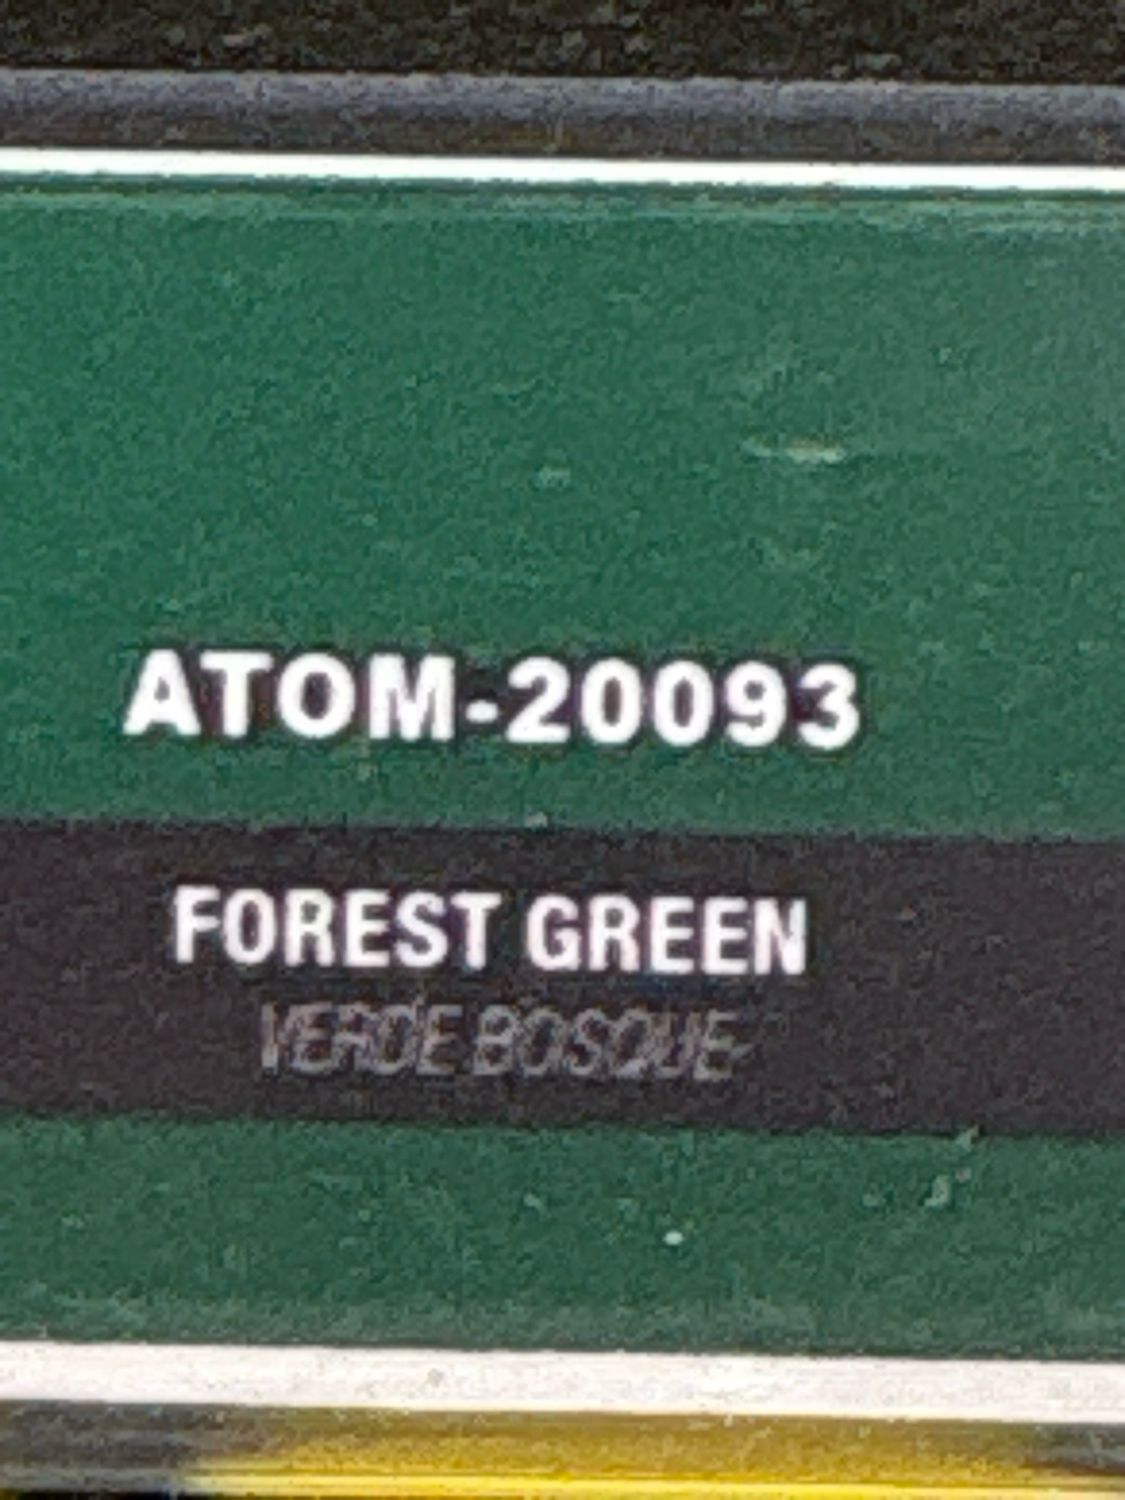 ATOM-20093
FOREST GREEN
VERDE BOSQUE